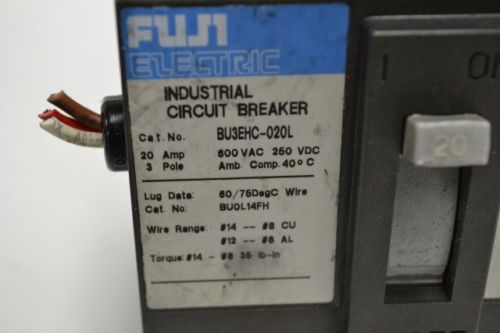 FUJI
ELECTRIC
INDUSTRIAL
CIRCUIT BREAKER
Cat. No. BU3EHC-020L
20 Amp 600 VAC 250 VDC
3 Pole Amb. Comp. 40°C
Lug Data: 60/75DegC Wire
Cat. No: BU0L14FH
Wire Range: #14 -- #8 CU
#12 -- #8 AL
Torque: #14 - #8 35 lb-in
I
20